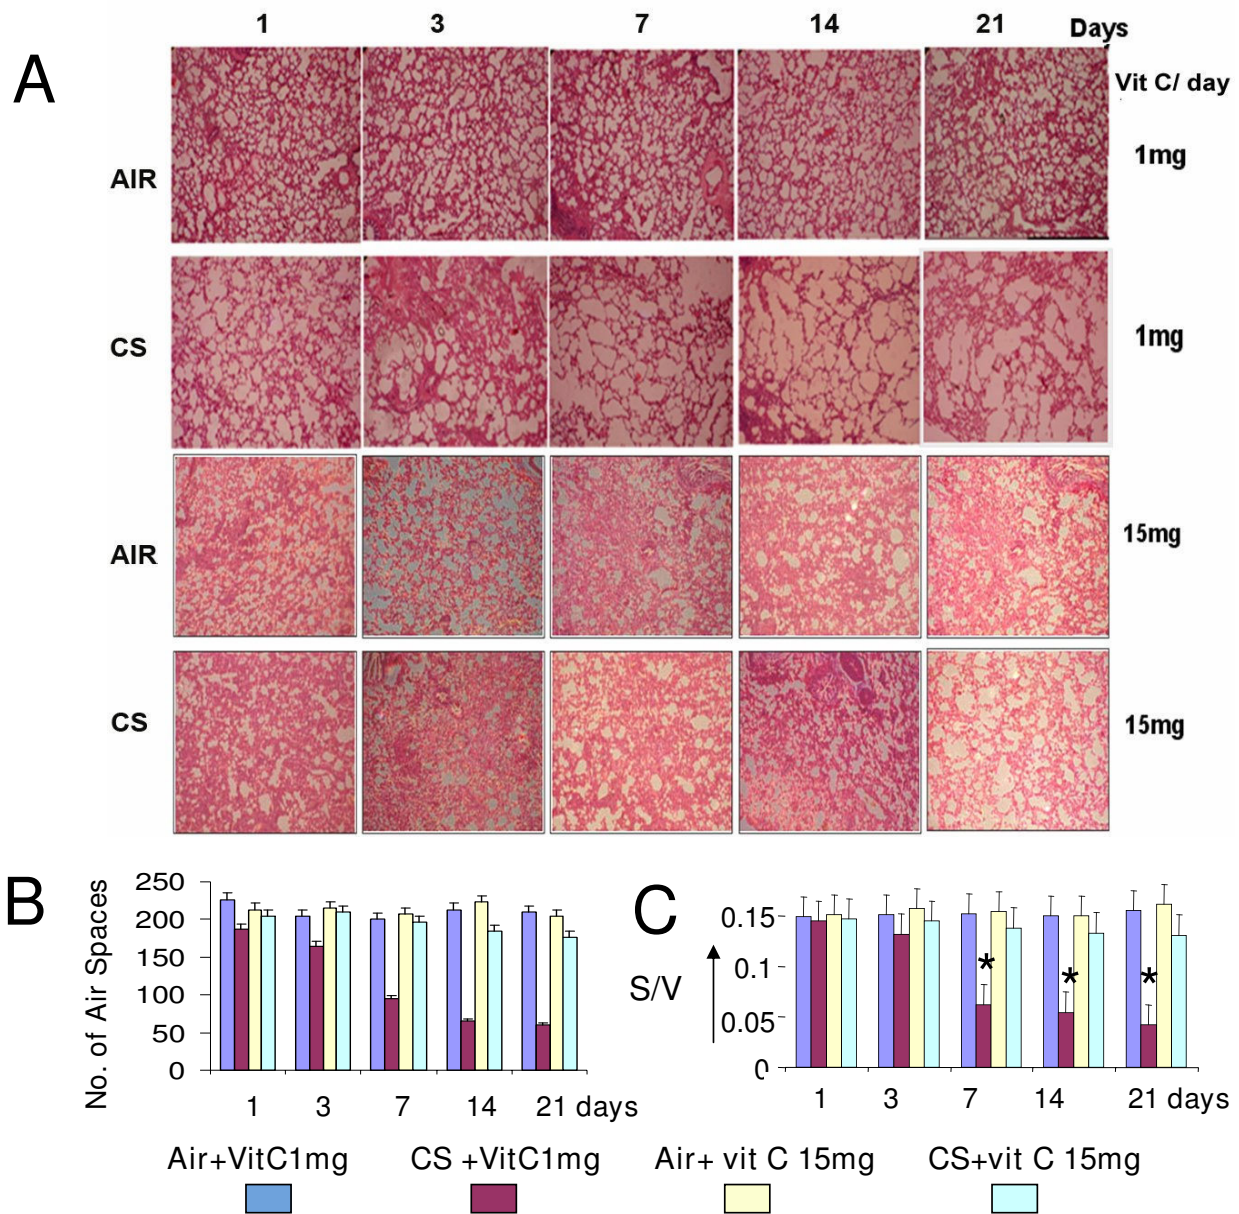 1 3 7 14 21 Days
A
Vit C/ day
AIR 1mg
CS 1mg
AIR 15mg
CS 15mg
B
No. of Air Spaces
250
200
150
100
50
0
1 3 7 14 21 days
C
S/V
0.15
0.1
0.05
0
* * *
1 3 7 14 21 days
Air+VitC1mg CS +VitC1mg Air+ vit C 15mg CS+vit C 15mg